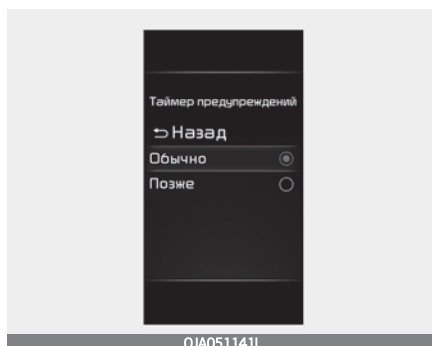 Таймер предупреждений
⮌Назад
Обычно
Позже
OJA051141L